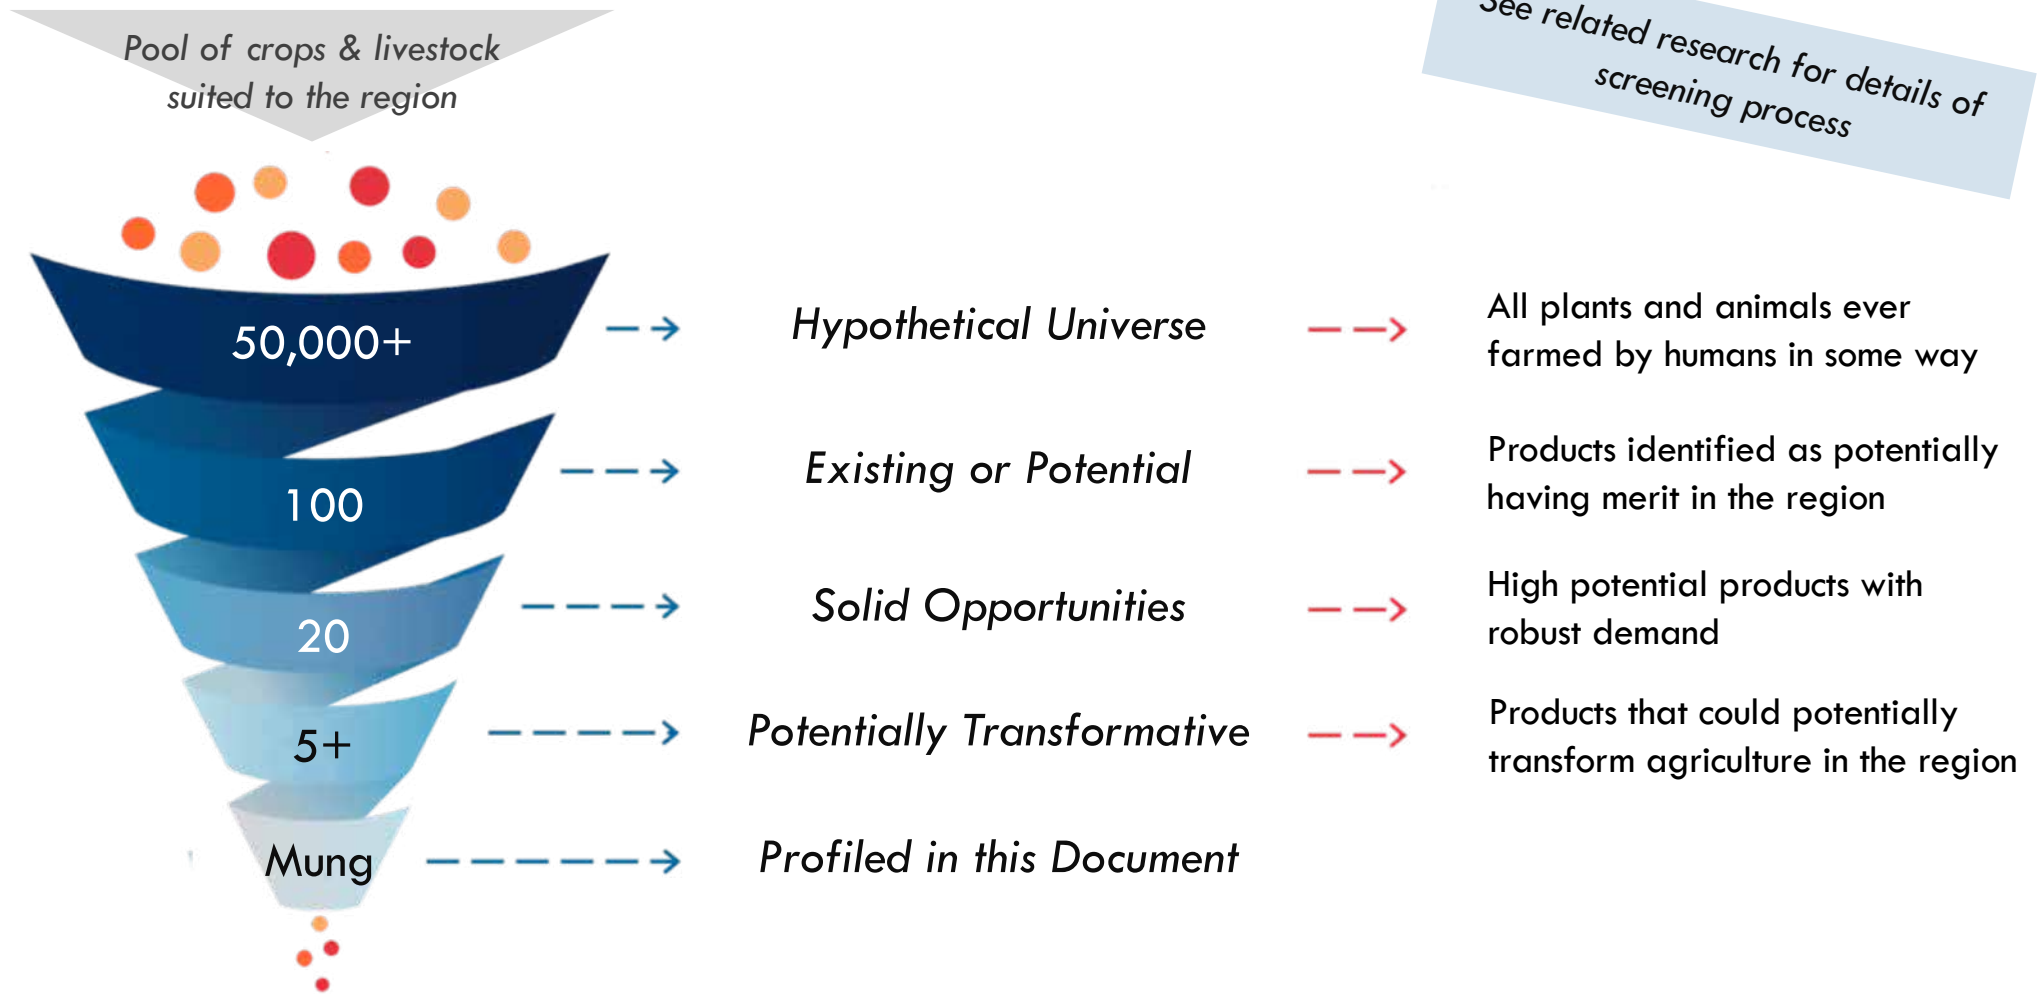 Pool of crops & livestock
suited to the region
See related research for details of
screening process
50,000+
Hypothetical Universe
All plants and animals ever
farmed by humans in some way
100
Existing or Potential
Products identified as potentially
having merit in the region
20
Solid Opportunities
High potential products with
robust demand
5+
Potentially Transformative
Products that could potentially
transform agriculture in the region
Mung
Profiled in this Document